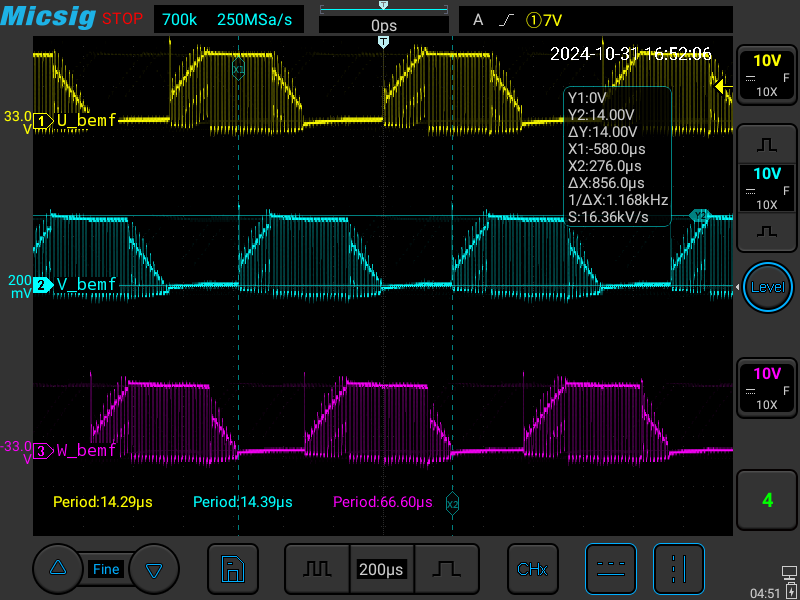 Micsig STOP 700k 250MSa/s 0ps A ①7V
T
2024-10-31 16:52:06
10V
F
10X
33.0
V
1 U_bemf
X1
Y1:0V
Y2:14.00V
ΔY:14.00V
X1:-580.0μs
X2:276.0μs
ΔX:856.0μs
1/ΔX:1.168kHz
S:16.36kV/s
10V
F
10X
Y2
200
mV
2 V_bemf
Level
10V
F
10X
-33.0
V
3 W_bemf
Period:14.29μs Period:14.39μs Period:66.60μs X2
4
Fine 200μs CHx
04:51